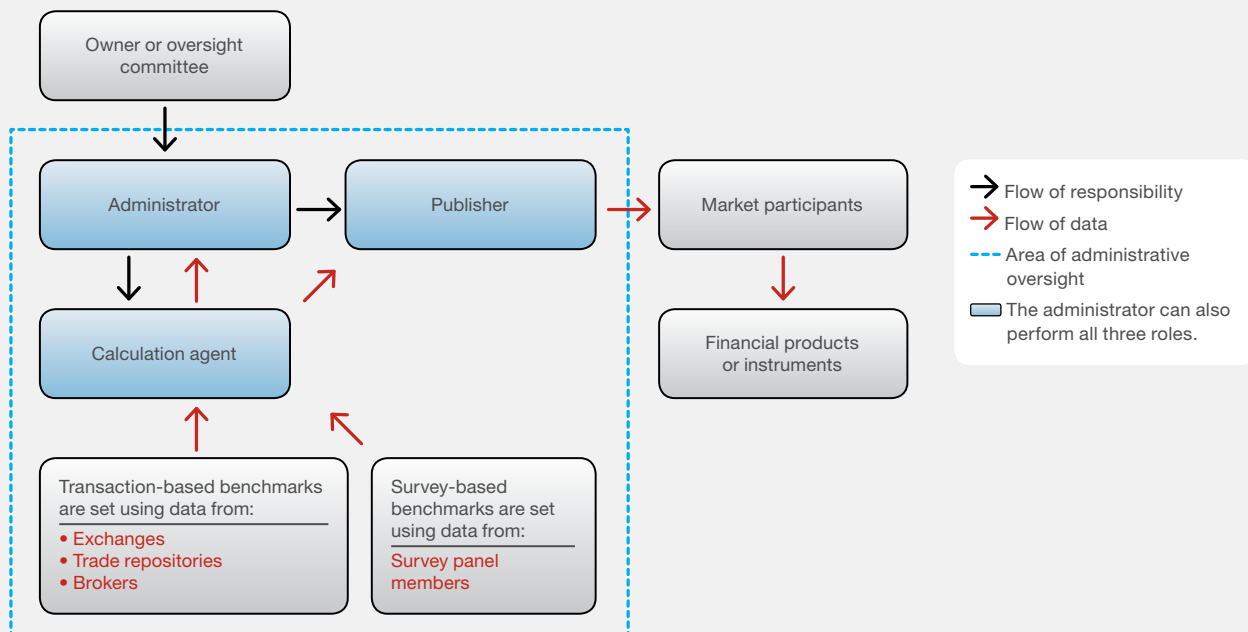 Owner or oversight
committee
Administrator
Publisher
Market participants
Calculation agent
Financial products
or instruments
Transaction-based benchmarks
are set using data from:
• Exchanges
• Trade repositories
• Brokers
Survey-based
benchmarks are set
using data from:
Survey panel
members
Flow of responsibility
Flow of data
Area of administrative
oversight
The administrator can also
perform all three roles.